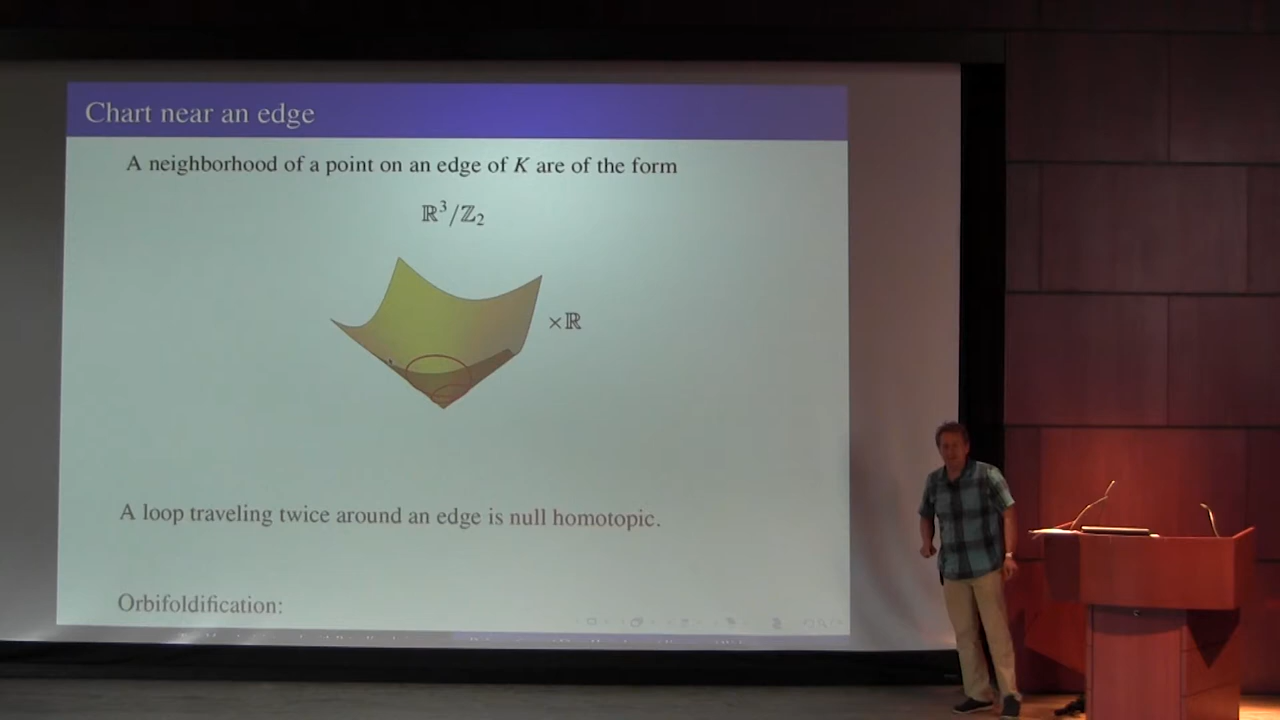 Chart near an edge
A neighborhood of a point on an edge of K are of the form
ℝ³/ℤ₂
×ℝ
A loop traveling twice around an edge is null homotopic.
Orbifoldification: